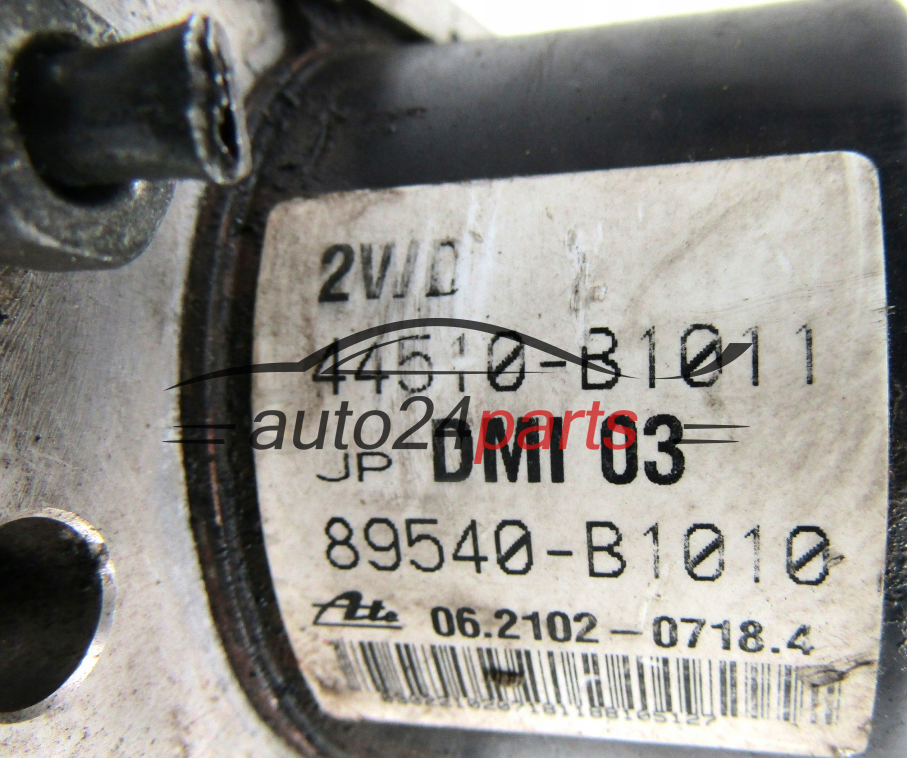 2WD
44510-B1011
auto24parts
JP DMI 03
89540-B1010
Ate 06.2102-0718.4